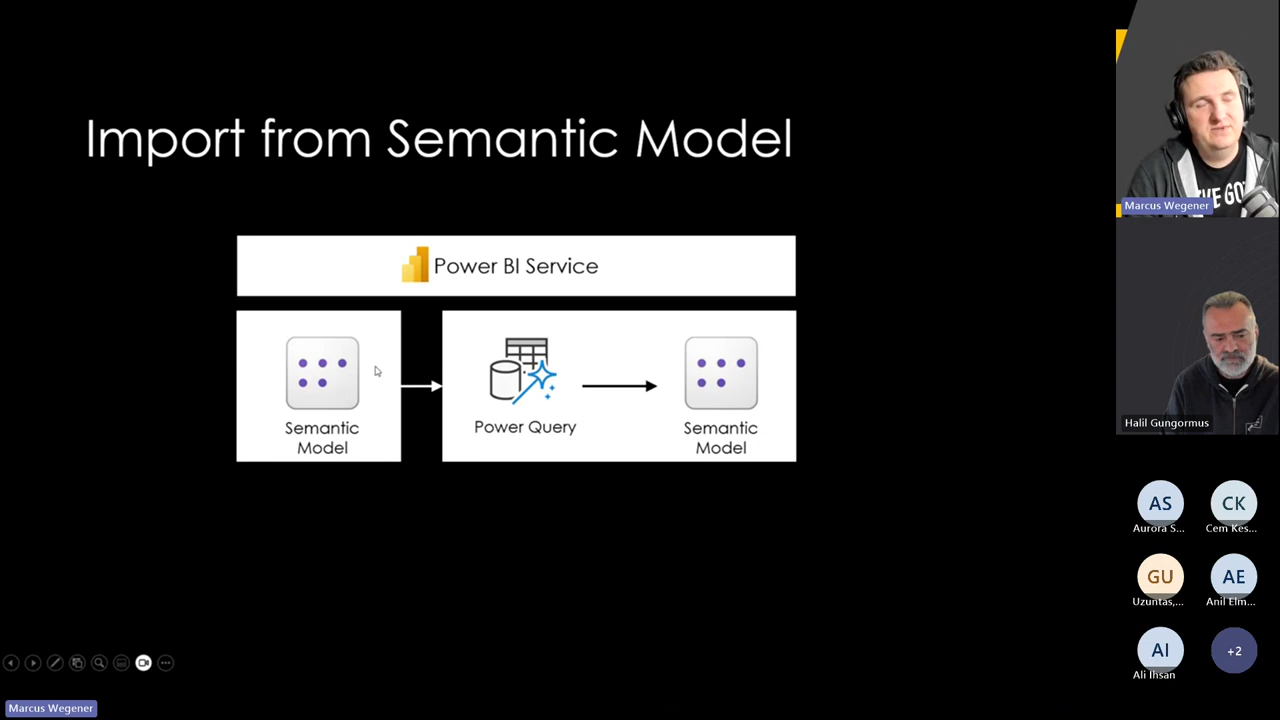 Import from Semantic Model
Power BI Service
Semantic
Model
Power Query
Semantic
Model
Marcus Wegener
Halil Gungormus
AS
Aurora S...
CK
Cem Kes...
GU
Uzuntas,...
AE
Anil Elm...
AI
Ali Ihsan
+2
Marcus Wegener